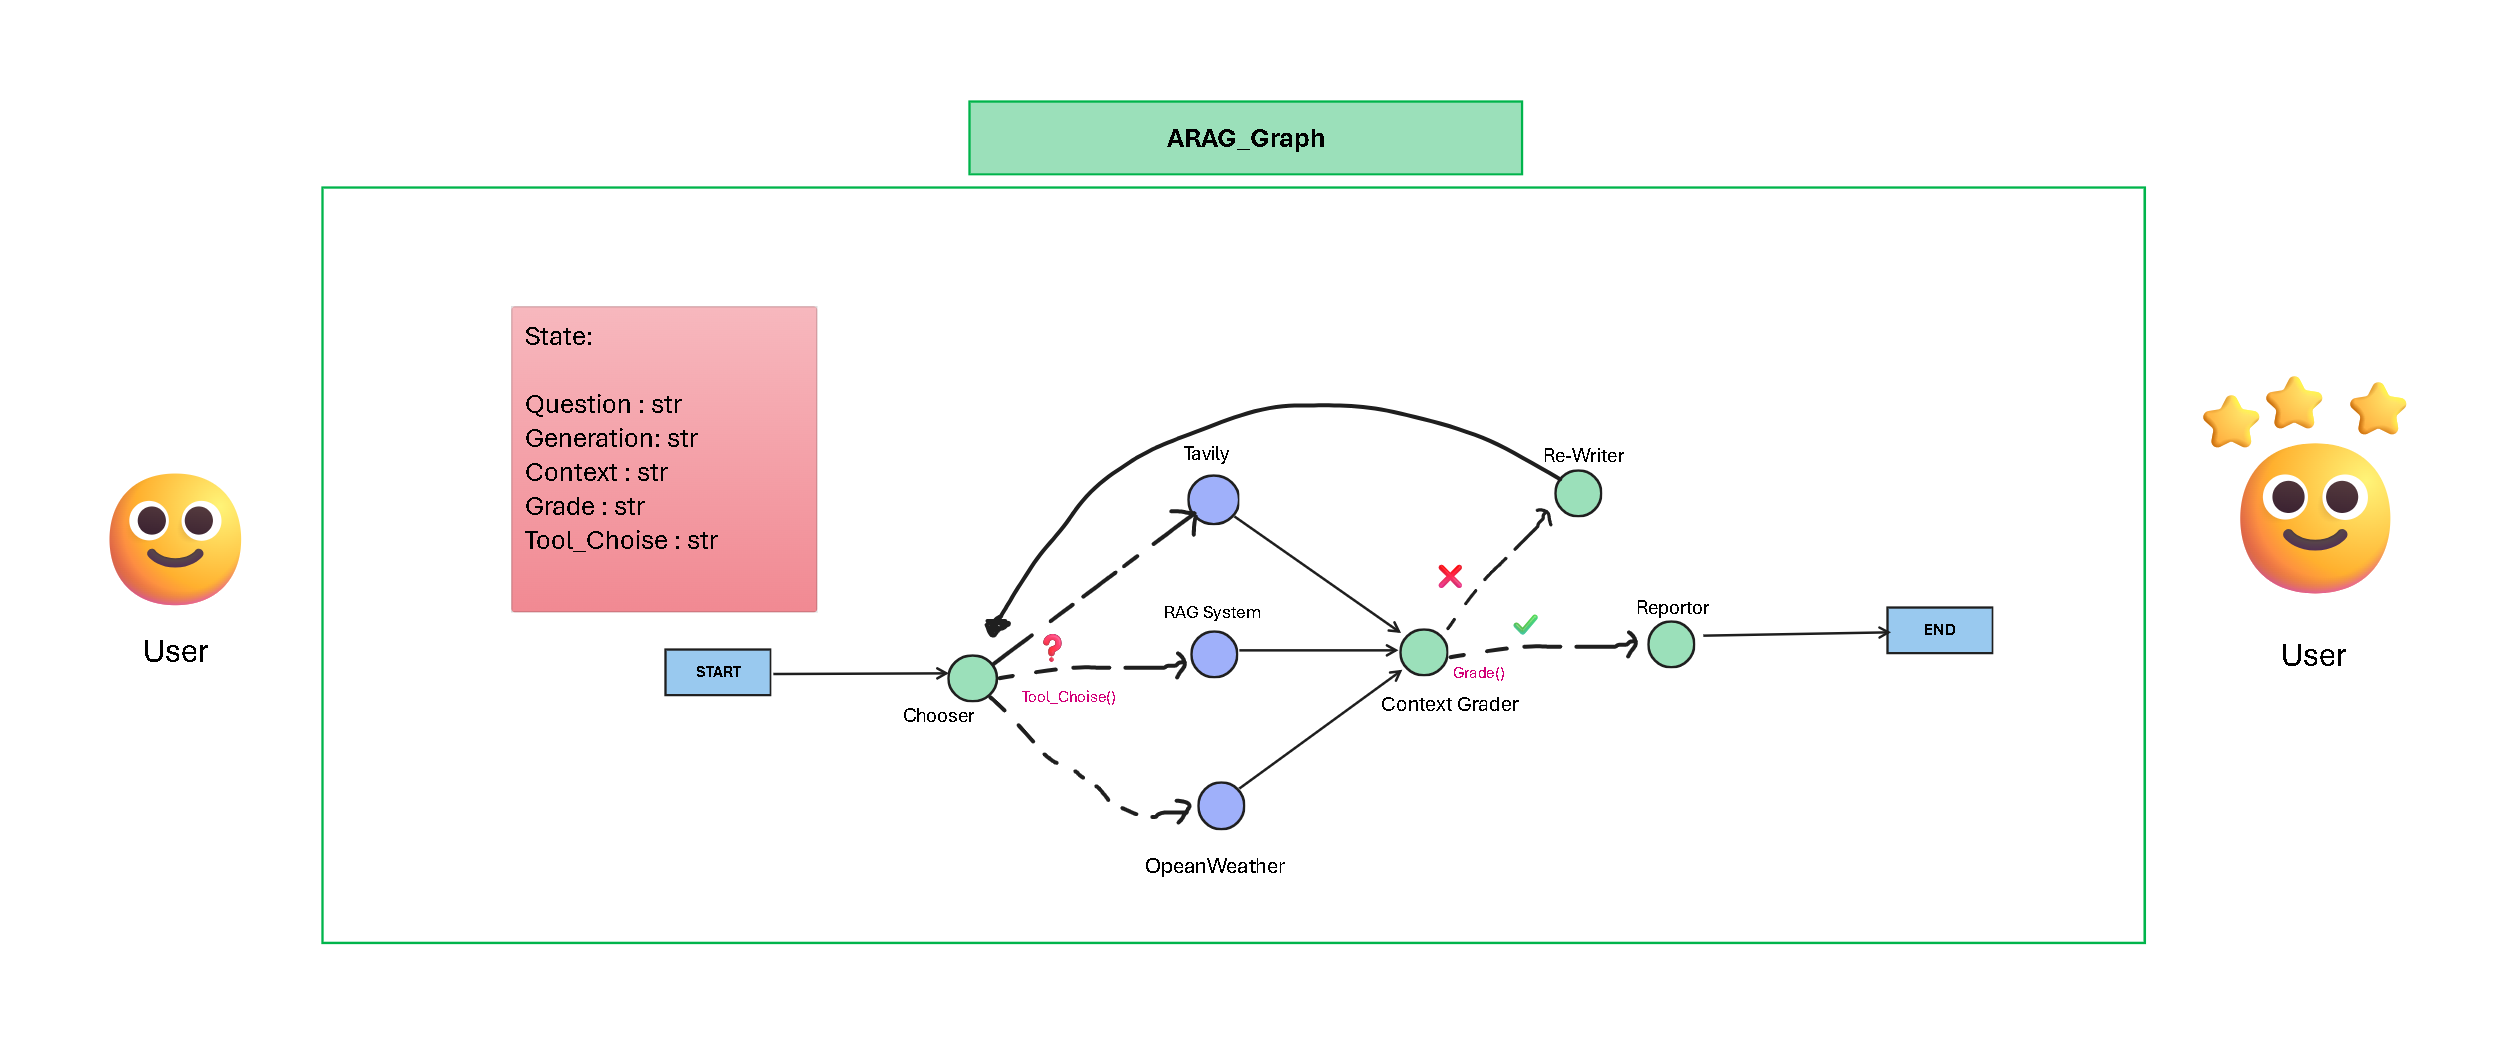 ARAG_Graph
State:
Question : str
Generation: str
Context : str
Grade : str
Tool_Choise : str
User
START
Chooser
Tool_Choise()
Tavily
RAG System
OpeanWeather
Context Grader
Grade()
Re-Writer
Reportor
END
User